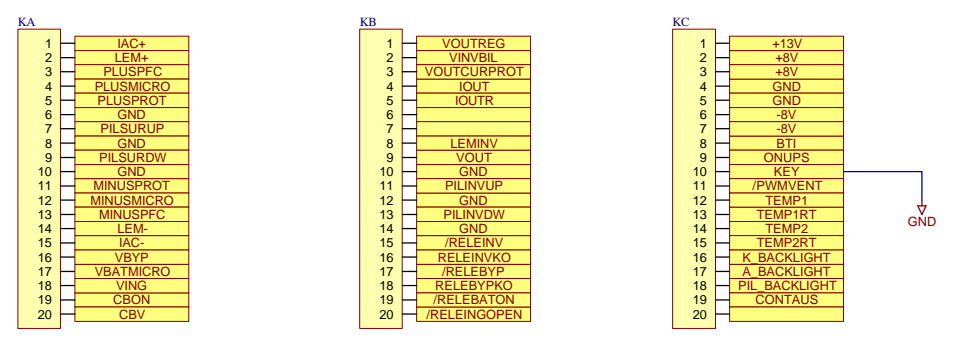 KA
1 IAC+
2 LEM+
3 PLUSPFC
4 PLUSMICRO
5 PLUSPROT
6 GND
7 PILSURUP
8 GND
9 PILSURDW
10 GND
11 MINUSPROT
12 MINUSMICRO
13 MINUSPFC
14 LEM-
15 IAC-
16 VBYP
17 VBATMICRO
18 VING
19 CBON
20 CBV
KB
1 VOUTREG
2 VINVBIL
3 VOUTCURPROT
4 IOUT
5 IOUTR
6
7
8 LEMINV
9 VOUT
10 GND
11 PILINVUP
12 GND
13 PILINVDW
14 GND
15 /RELEINV
16 RELEINVKO
17 /RELEBYP
18 RELEBYPKO
19 /RELEBATON
20 /RELEINGOPEN
KC
1 +13V
2 +8V
3 +8V
4 GND
5 GND
6 -8V
7 -8V
8 BTI
9 ONUPS
10 KEY
11 /PWMVENT
12 TEMP1
13 TEMP1RT
14 TEMP2
15 TEMP2RT
16 K_BACKLIGHT
17 A_BACKLIGHT
18 PIL_BACKLIGHT
19 CONTAUS
20
GND